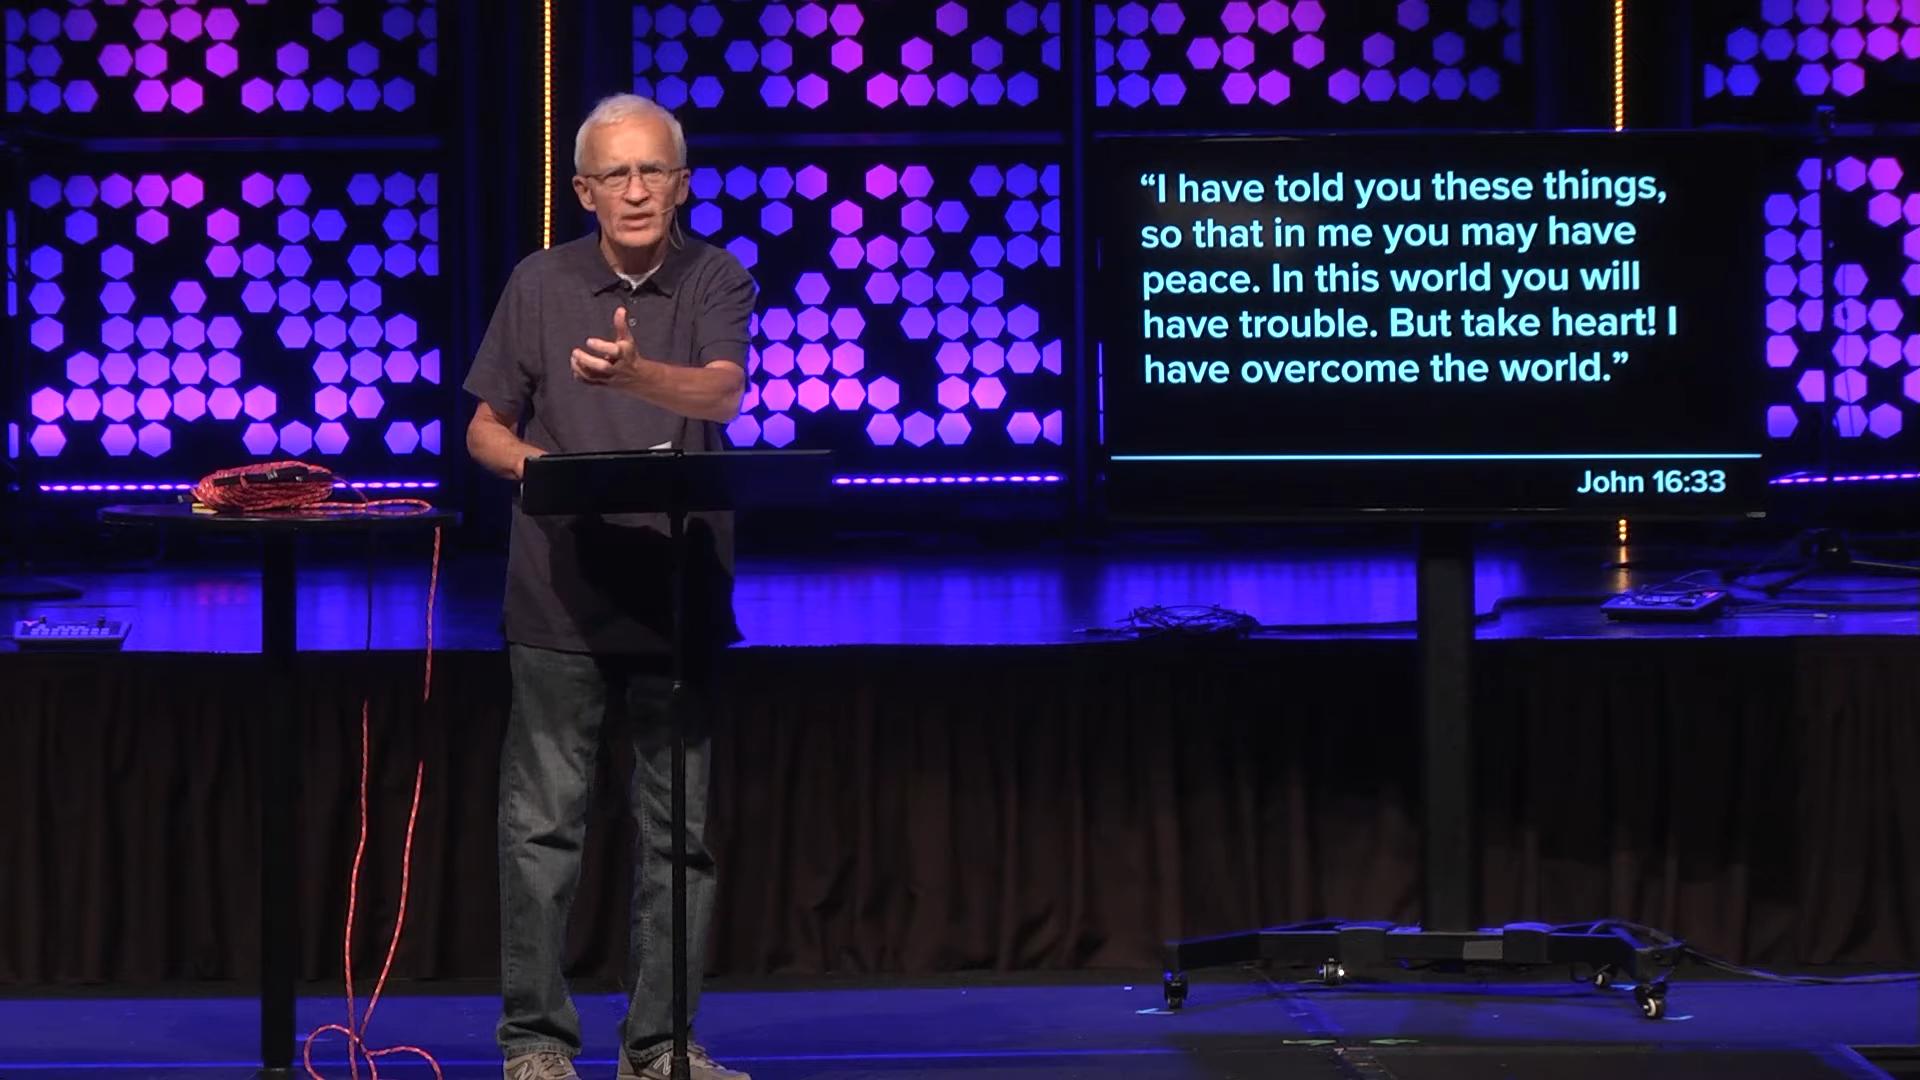 “I have told you these things,
so that in me you may have
peace. In this world you will
have trouble. But take heart! I
have overcome the world.”
John 16:33